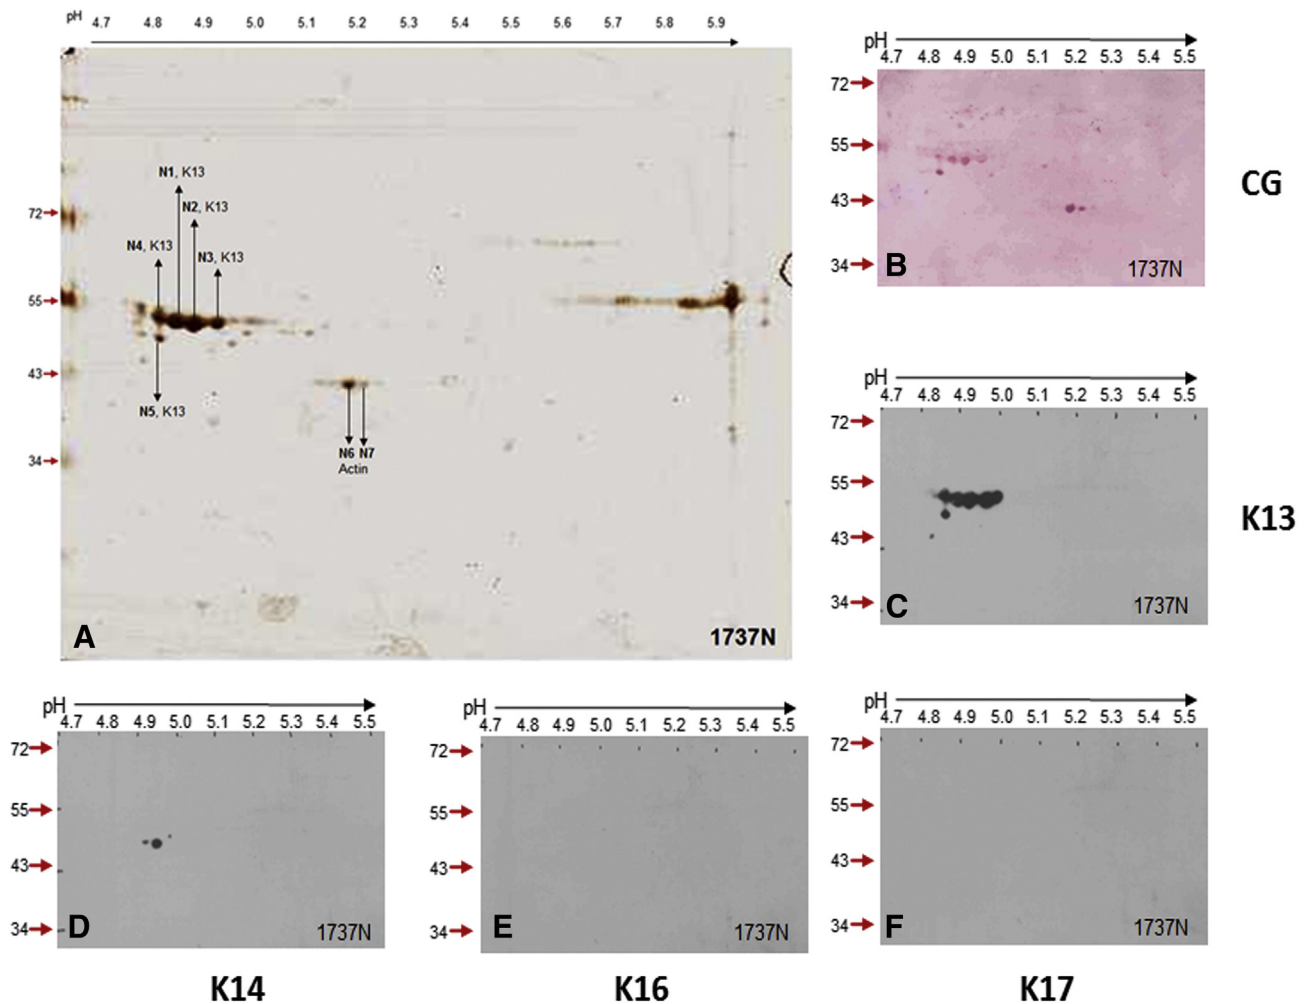 pH 4.7 4.8 4.9 5.0 5.1 5.2 5.3 5.4 5.5 5.6 5.7 5.8 5.9
N1, K13
N2, K13
N4, K13
N3, K13
72
55
43
34
N5, K13
N6 N7
Actin
A
1737N
pH
4.7 4.8 4.9 5.0 5.1 5.2 5.3 5.4 5.5
72
55
43
34
B
1737N
CG
pH
4.7 4.8 4.9 5.0 5.1 5.2 5.3 5.4 5.5
72
55
43
34
C
1737N
K13
pH
4.7 4.8 4.9 5.0 5.1 5.2 5.3 5.4 5.5
72
55
43
34
D
1737N
K14
pH
4.7 4.8 4.9 5.0 5.1 5.2 5.3 5.4 5.5
72
55
43
34
E
1737N
K16
pH
4.7 4.8 4.9 5.0 5.1 5.2 5.3 5.4 5.5
72
55
43
34
F
1737N
K17